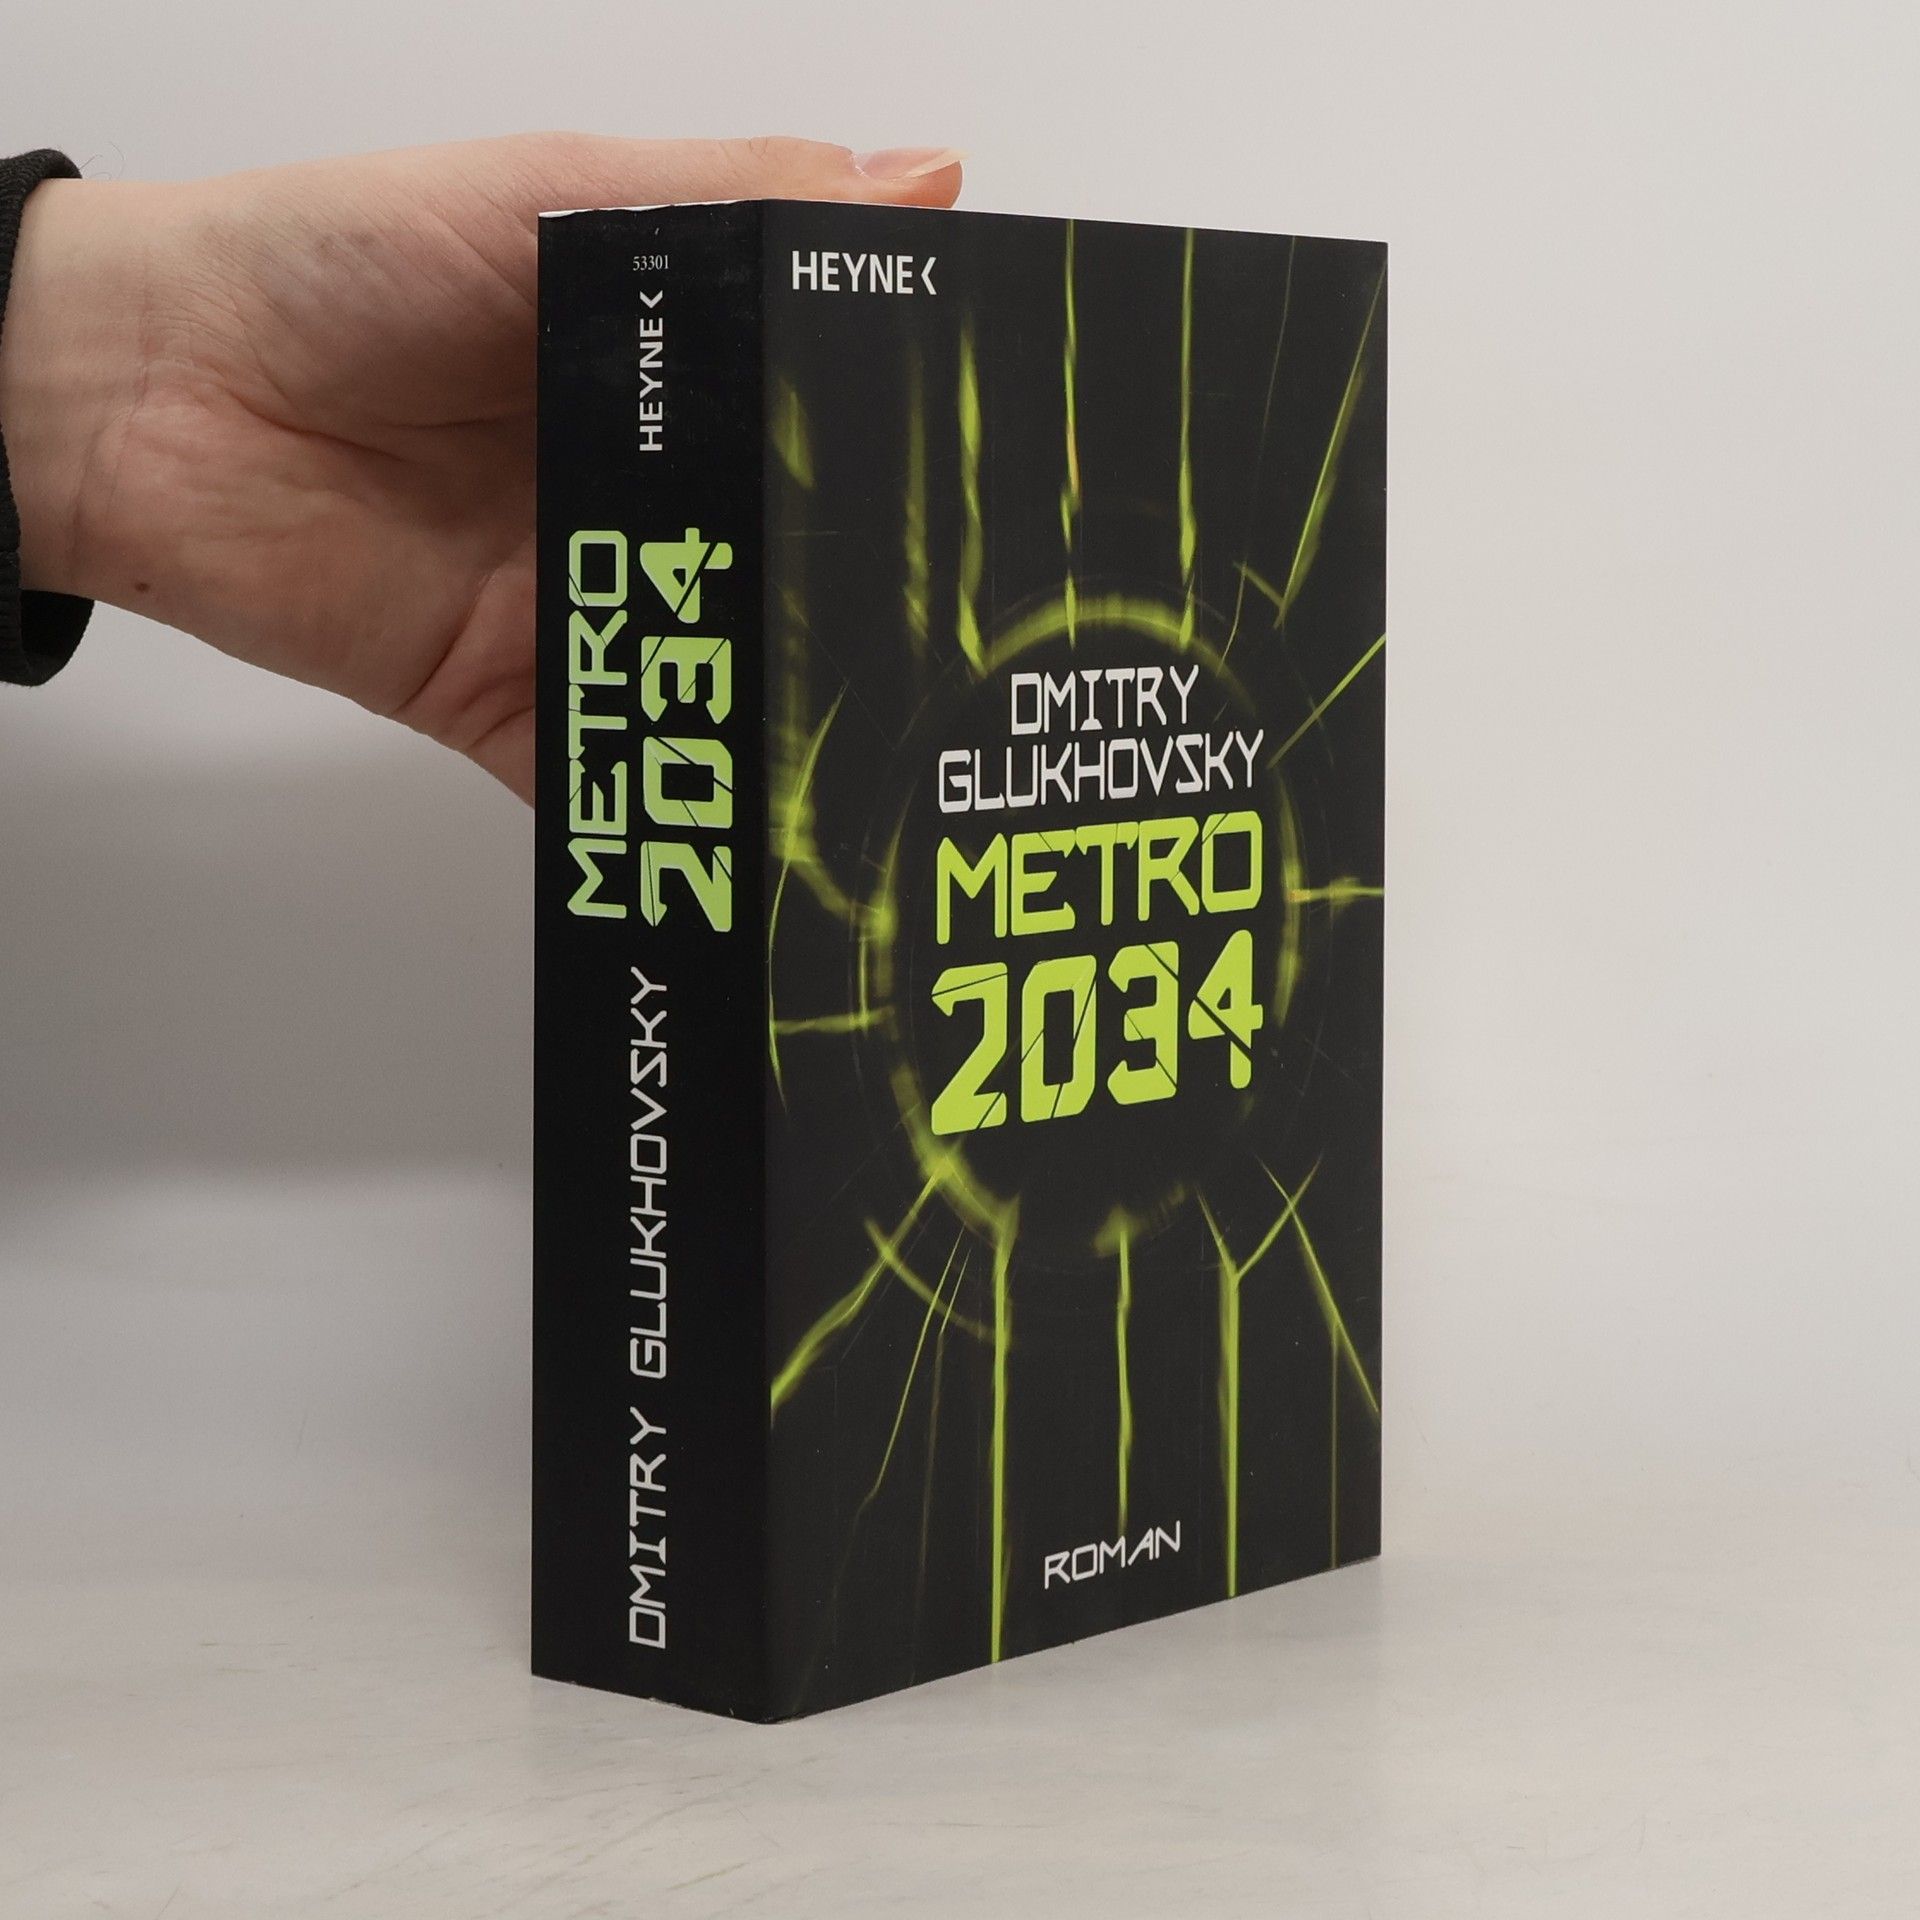 53301
HEYNE<
METRO
2034
DMITRY GLUKHOVSKY
HEYNE<
DMITRY
GLUKHOVSKY
METRO
2034
ROMAN